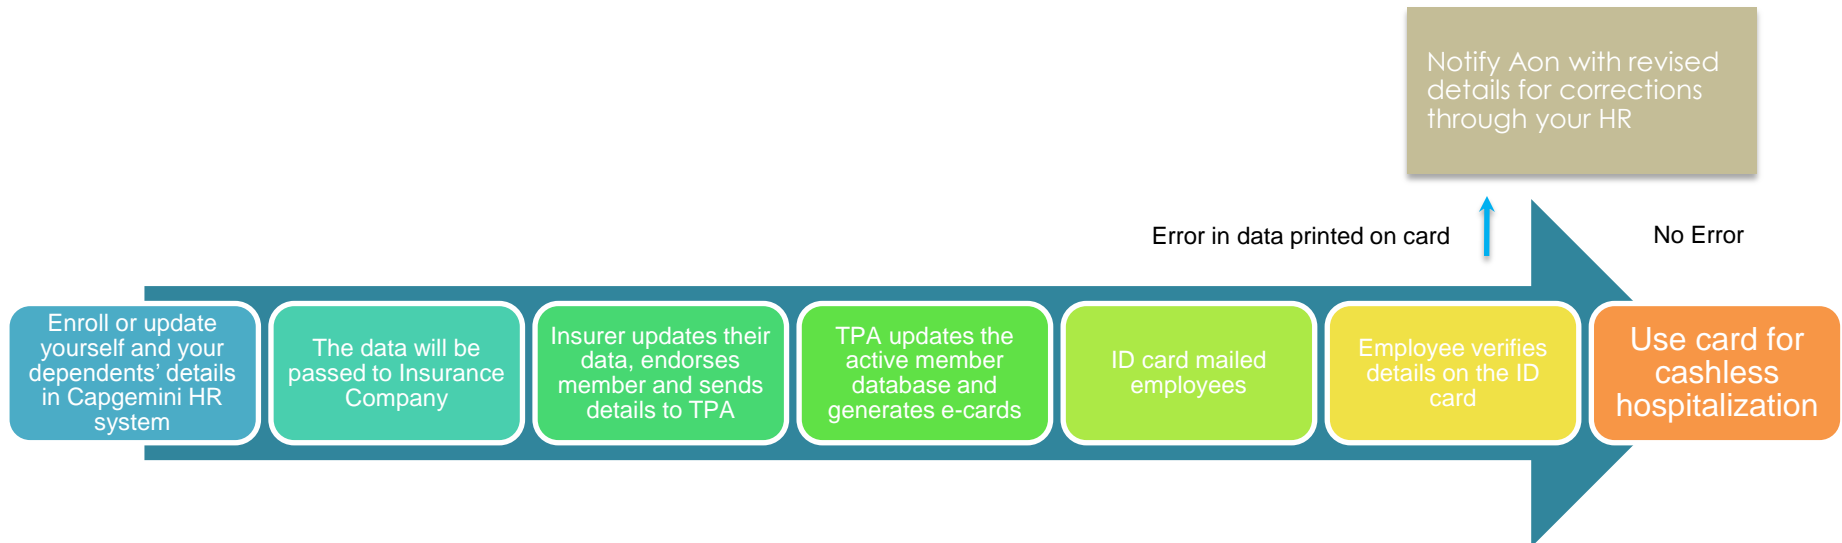 Notify Aon with revised
details for corrections
through your HR
Error in data printed on card
No Error
Enroll or update
yourself and your
dependents’ details
in Capgemini HR
system
The data will be
passed to Insurance
Company
Insurer updates their
data, endorses
member and sends
details to TPA
TPA updates the
active member
database and
generates e-cards
ID card mailed
employees
Employee verifies
details on the ID
card
Use card for
cashless
hospitalization